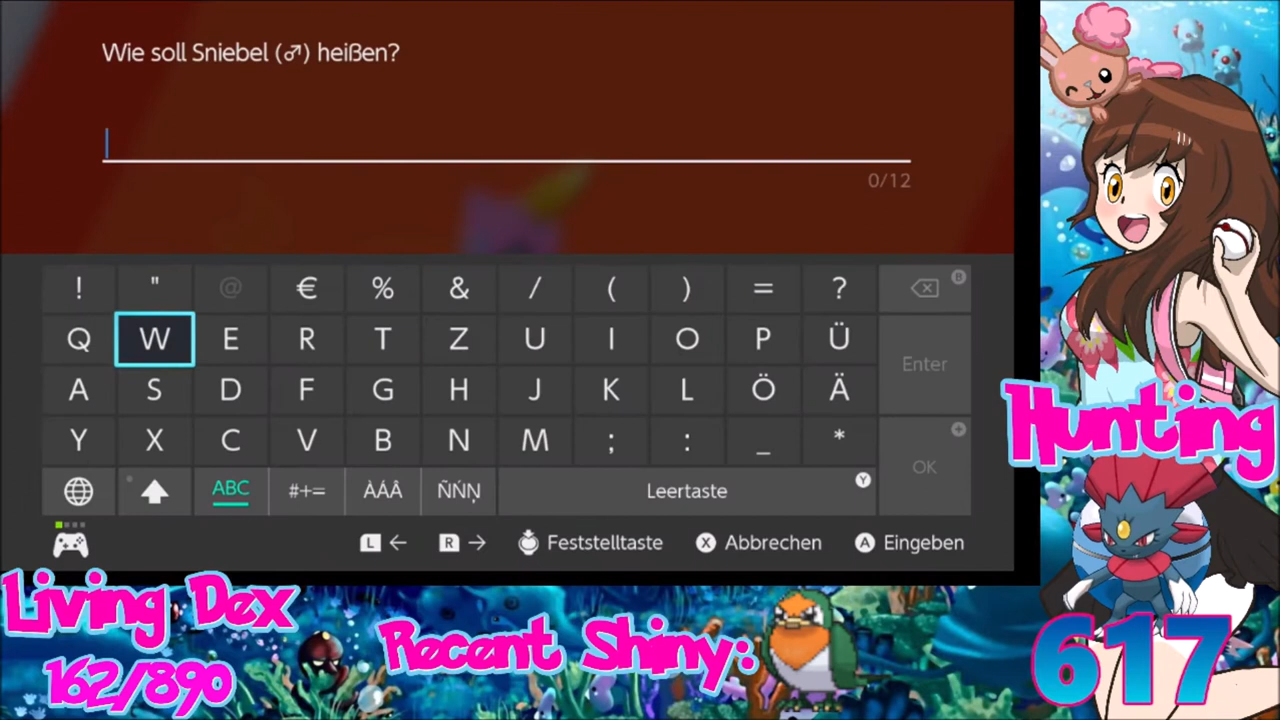 Wie soll Sniebel (♂) heißen?
0/12
! " @ € % & / ( ) = ? B
Q W E R T Z U I O P Ü
Enter
A S D F G H J K L Ö Ä
Y X C V B N M ; : _ *
OK
ABC #+= ÀÁÂ ÑŃŅ Leertaste Y
L ← R → Feststelltaste X Abbrechen A Eingeben
Hunting
617
Living Dex
162/890
Recent Shiny: